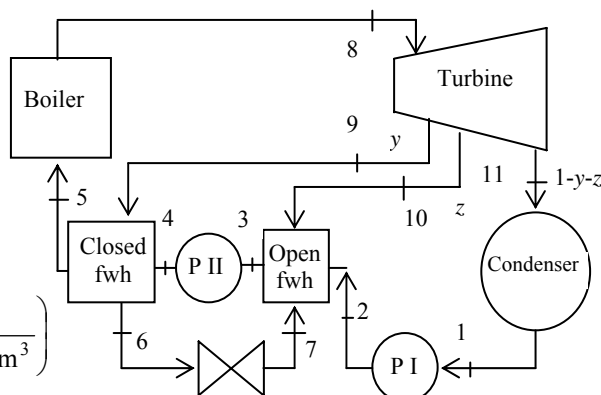 8
Turbine
Boiler
9
y
11
1-y-z
10
z
5
4
3
Closed
fwh
P II
Open
fwh
Condenser
2
1
6
7
P I
m³